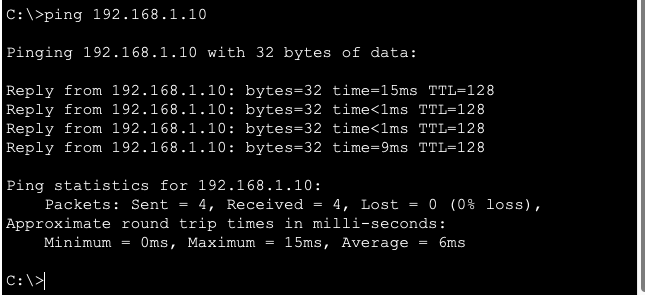 C:\>ping 192.168.1.10
Pinging 192.168.1.10 with 32 bytes of data:
Reply from 192.168.1.10: bytes=32 time=15ms TTL=128
Reply from 192.168.1.10: bytes=32 time<1ms TTL=128
Reply from 192.168.1.10: bytes=32 time<1ms TTL=128
Reply from 192.168.1.10: bytes=32 time=9ms TTL=128
Ping statistics for 192.168.1.10:
    Packets: Sent = 4, Received = 4, Lost = 0 (0% loss),
Approximate round trip times in milli-seconds:
    Minimum = 0ms, Maximum = 15ms, Average = 6ms
C:\>